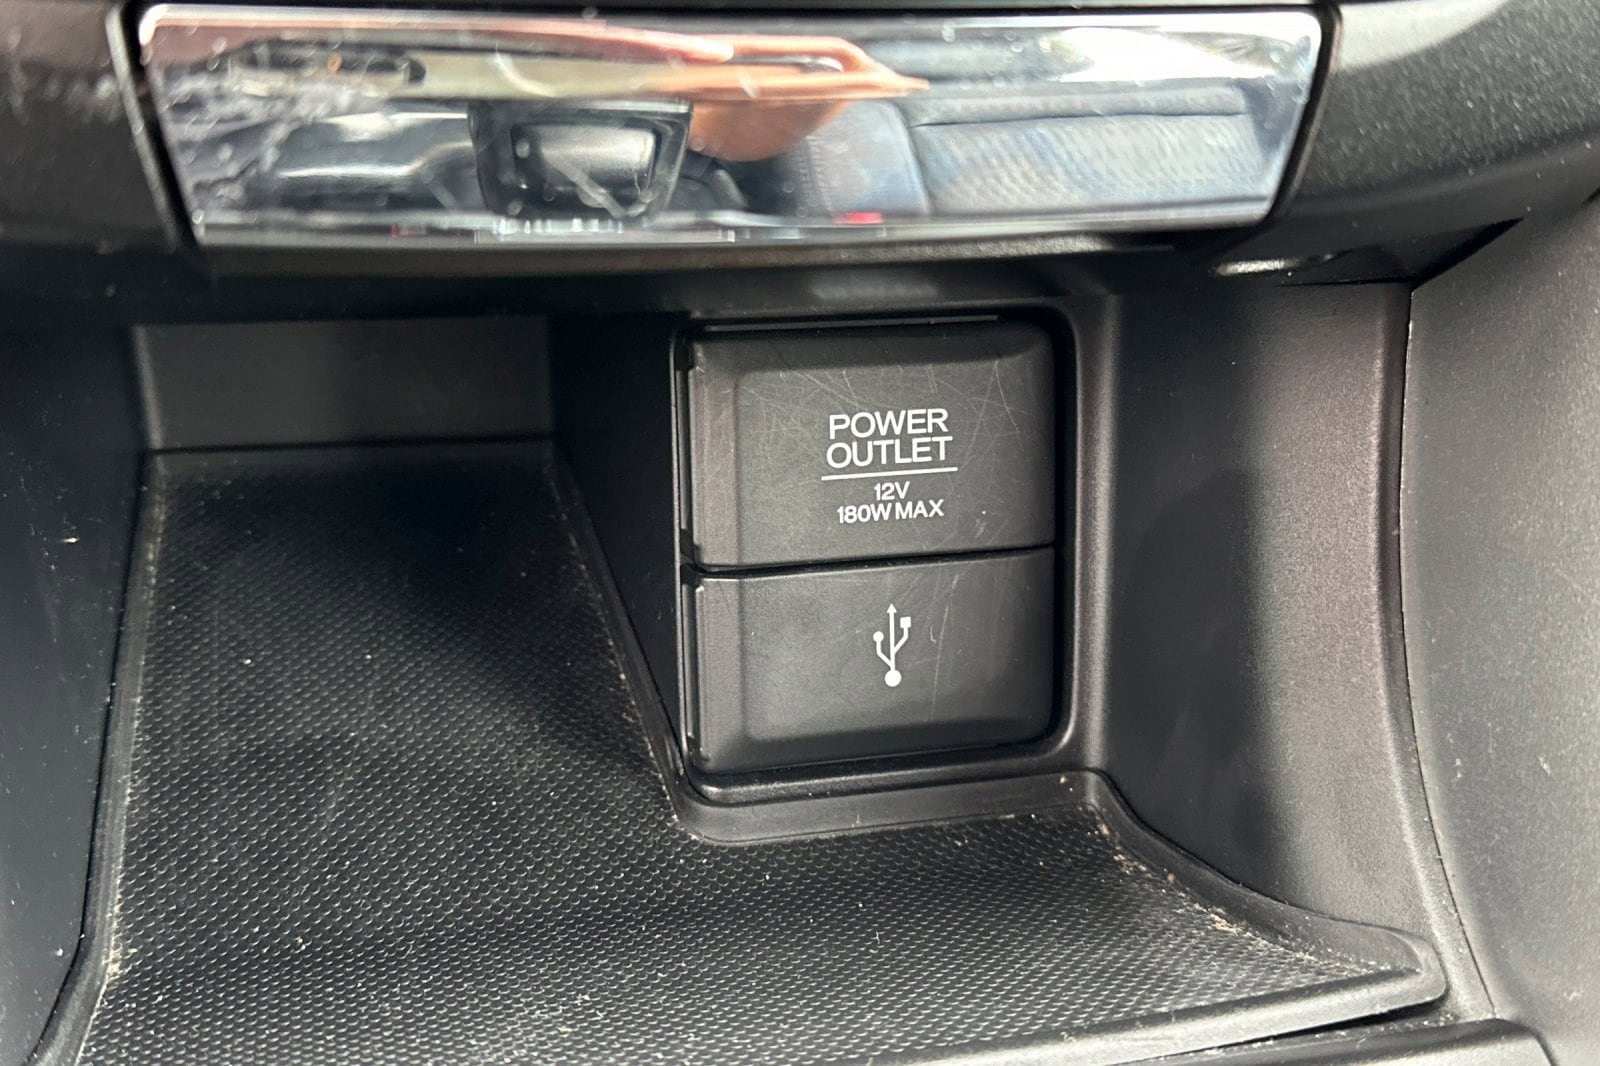 POWER
OUTLET
12V
180W MAX